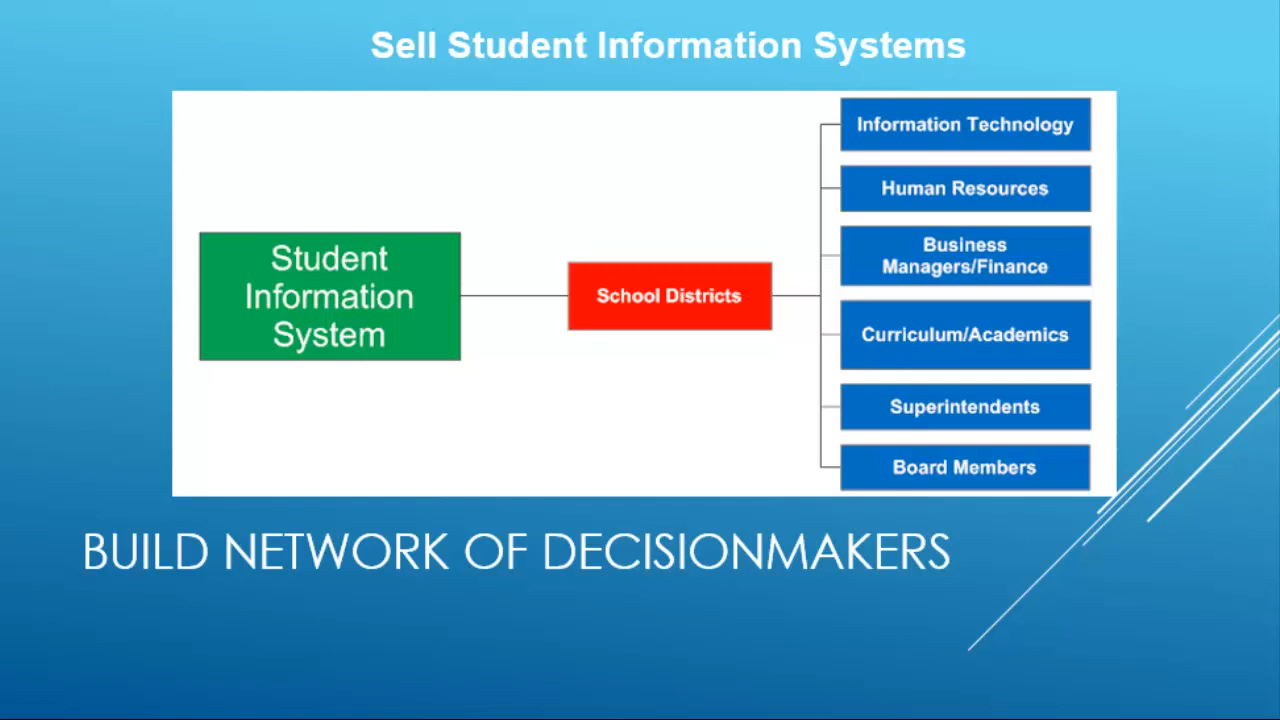 Sell Student Information Systems
Student
Information
System
School Districts
Information Technology
Human Resources
Business
Managers/Finance
Curriculum/Academics
Superintendents
Board Members
BUILD NETWORK OF DECISIONMAKERS